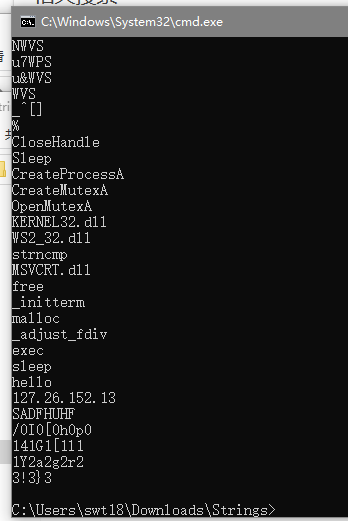 C:\Windows\System32\cmd.exe
NWVS
u7WPS
u&WVS
WVS
_^[]
%
CloseHandle
Sleep
CreateProcessA
CreateMutexA
OpenMutexA
KERNEL32.dll
WS2_32.dll
strncmp
MSVCRT.dll
free
_initterm
malloc
_adjust_fdiv
exec
sleep
hello
127.26.152.13
SADFHUHF
/0I0[0h0p0
141G1[1l1
1Y2a2g2r2
3!3}3
C:\Users\swt18\Downloads\Strings>